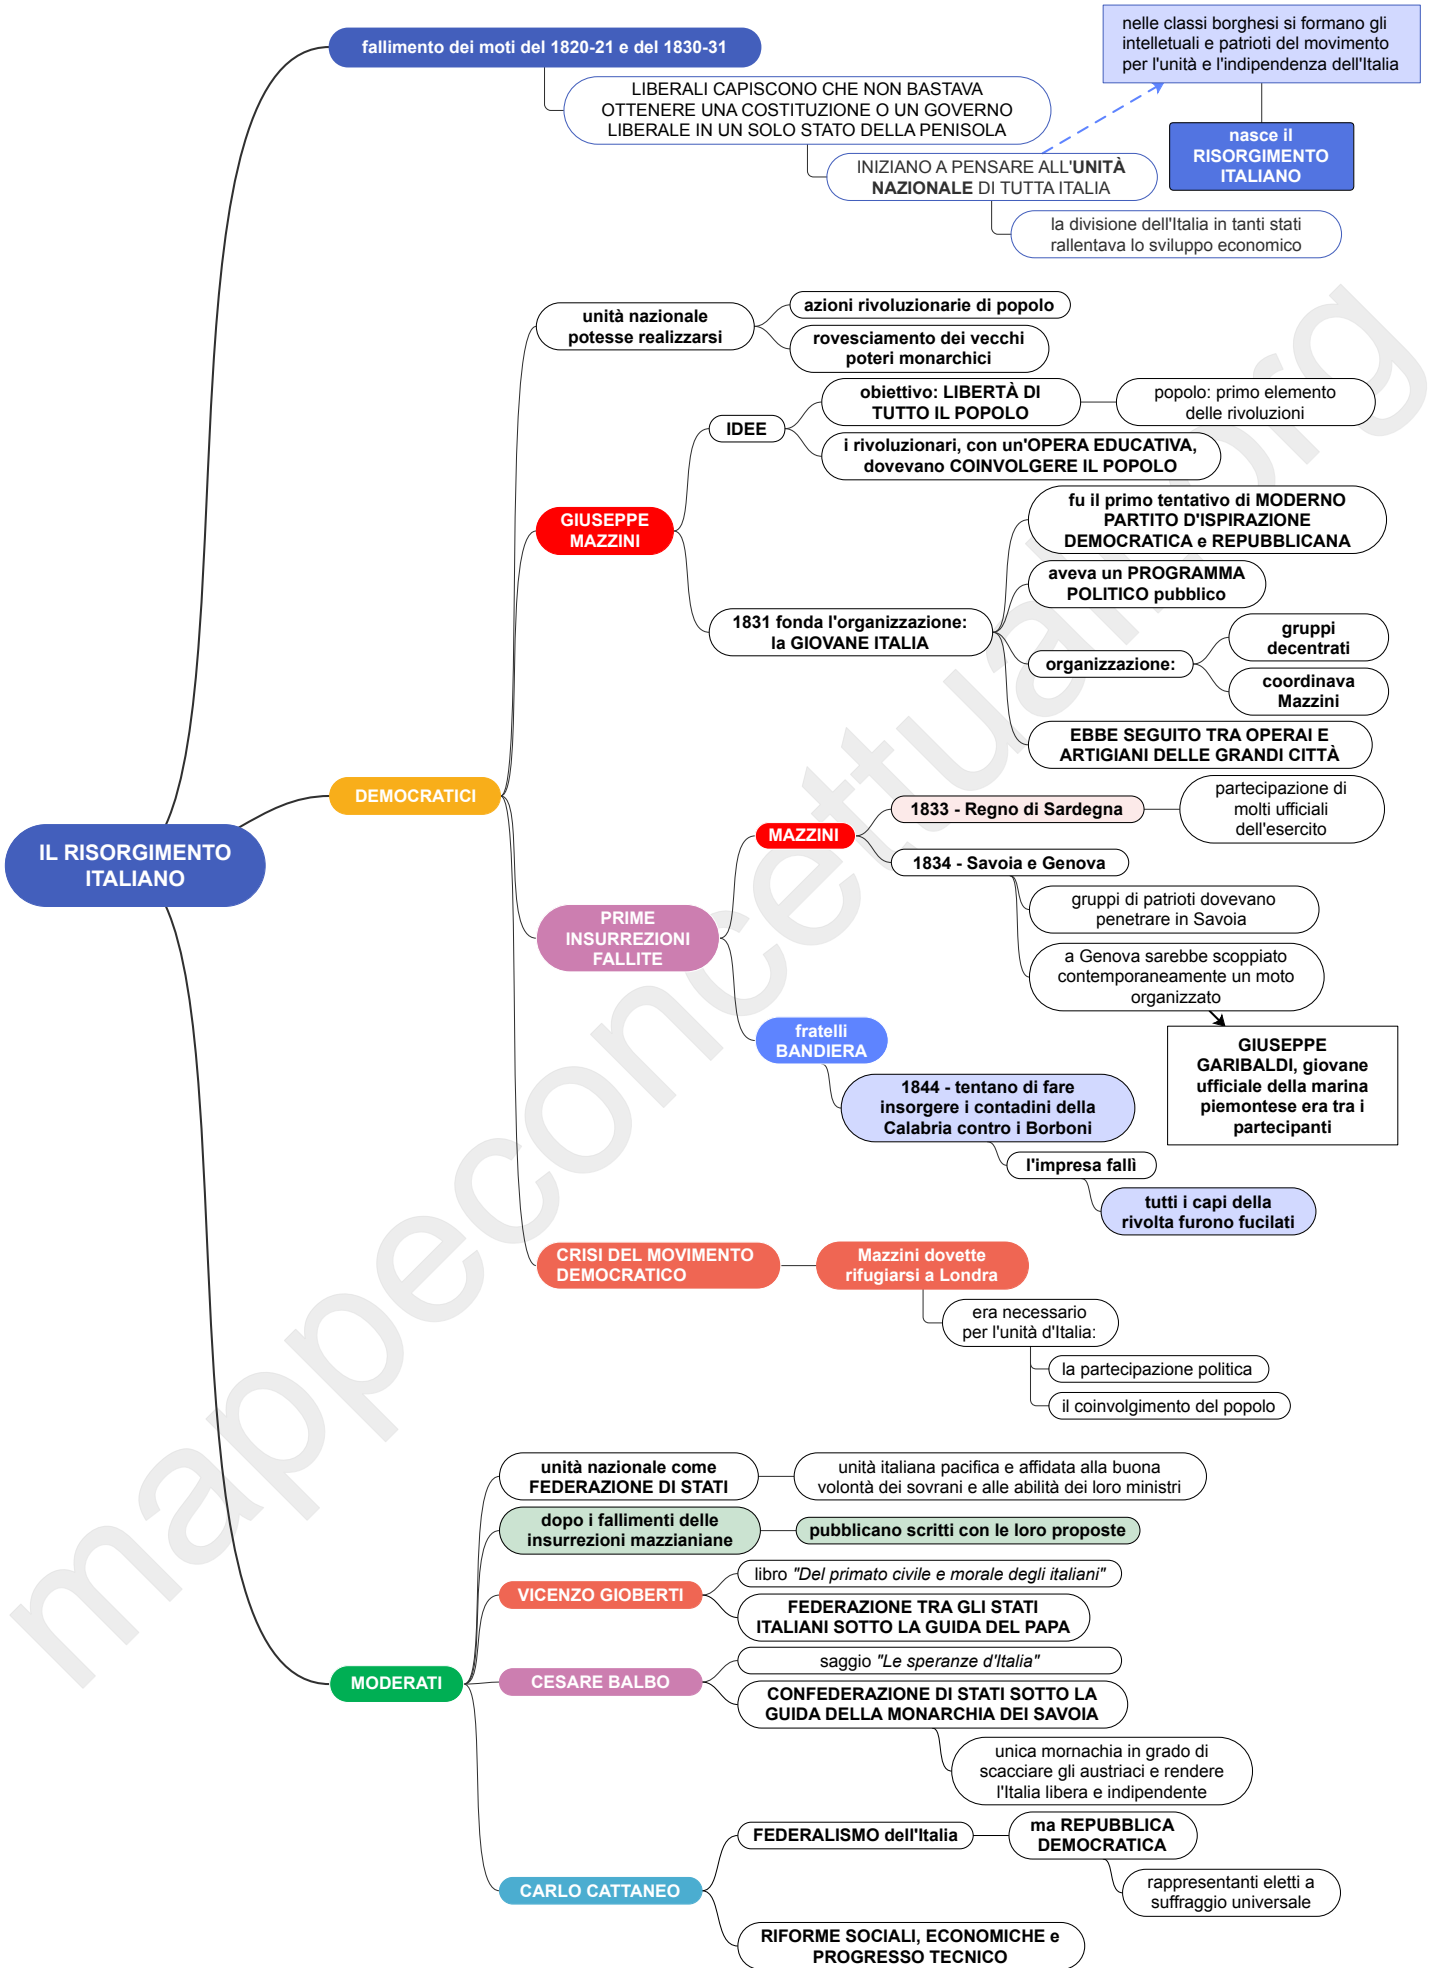 fallimento dei moti del 1820-21 e del 1830-31
LIBERALI CAPISCONO CHE NON BASTAVA
OTTENERE UNA COSTITUZIONE O UN GOVERNO
LIBERALE IN UN SOLO STATO DELLA PENISOLA
INIZIANO A PENSARE ALL'UNITÀ
NAZIONALE DI TUTTA ITALIA
la divisione dell'Italia in tanti stati
rallentava lo sviluppo economico
nelle classi borghesi si formano gli
intelletuali e patrioti del movimento
per l'unità e l'indipendenza dell'Italia
nasce il
RISORGIMENTO
ITALIANO
IL RISORGIMENTO
ITALIANO
DEMOCRATICI
unità nazionale
potesse realizzarsi
azioni rivoluzionarie di popolo
rovesciamento dei vecchi
poteri monarchici
GIUSEPPE
MAZZINI
IDEE
obiettivo: LIBERTÀ DI
TUTTO IL POPOLO
popolo: primo elemento
delle rivoluzioni
i rivoluzionari, con un'OPERA EDUCATIVA,
dovevano COINVOLGERE IL POPOLO
1831 fonda l'organizzazione:
la GIOVANE ITALIA
fu il primo tentativo di MODERNO
PARTITO D'ISPIRAZIONE
DEMOCRATICA e REPUBBLICANA
aveva un PROGRAMMA
POLITICO pubblico
organizzazione:
gruppi
decentrati
coordinava
Mazzini
EBBE SEGUITO TRA OPERAI E
ARTIGIANI DELLE GRANDI CITTÀ
PRIME
INSURREZIONI
FALLITE
MAZZINI
1833 - Regno di Sardegna
partecipazione di
molti ufficiali
dell'esercito
1834 - Savoia e Genova
gruppi di patrioti dovevano
penetrare in Savoia
a Genova sarebbe scoppiato
contemporaneamente un moto
organizzato
GIUSEPPE
GARIBALDI, giovane
ufficiale della marina
piemontese era tra i
partecipanti
fratelli
BANDIERA
1844 - tentano di fare
insorgere i contadini della
Calabria contro i Borboni
l'impresa fallì
tutti i capi della
rivolta furono fucilati
CRISI DEL MOVIMENTO
DEMOCRATICO
Mazzini dovette
rifugiarsi a Londra
era necessario
per l'unità d'Italia:
la partecipazione politica
il coinvolgimento del popolo
MODERATI
unità nazionale come
FEDERAZIONE DI STATI
unità italiana pacifica e affidata alla buona
volontà dei sovrani e alle abilità dei loro ministri
dopo i fallimenti delle
insurrezioni mazzianiane
pubblicano scritti con le loro proposte
VICENZO GIOBERTI
libro "Del primato civile e morale degli italiani"
FEDERAZIONE TRA GLI STATI
ITALIANI SOTTO LA GUIDA DEL PAPA
CESARE BALBO
saggio "Le speranze d'Italia"
CONFEDERAZIONE DI STATI SOTTO LA
GUIDA DELLA MONARCHIA DEI SAVOIA
unica mornachia in grado di
scacciare gli austriaci e rendere
l'Italia libera e indipendente
CARLO CATTANEO
FEDERALISMO dell'Italia
ma REPUBBLICA
DEMOCRATICA
rappresentanti eletti a
suffragio universale
RIFORME SOCIALI, ECONOMICHE e
PROGRESSO TECNICO
mappeconcettuali.org